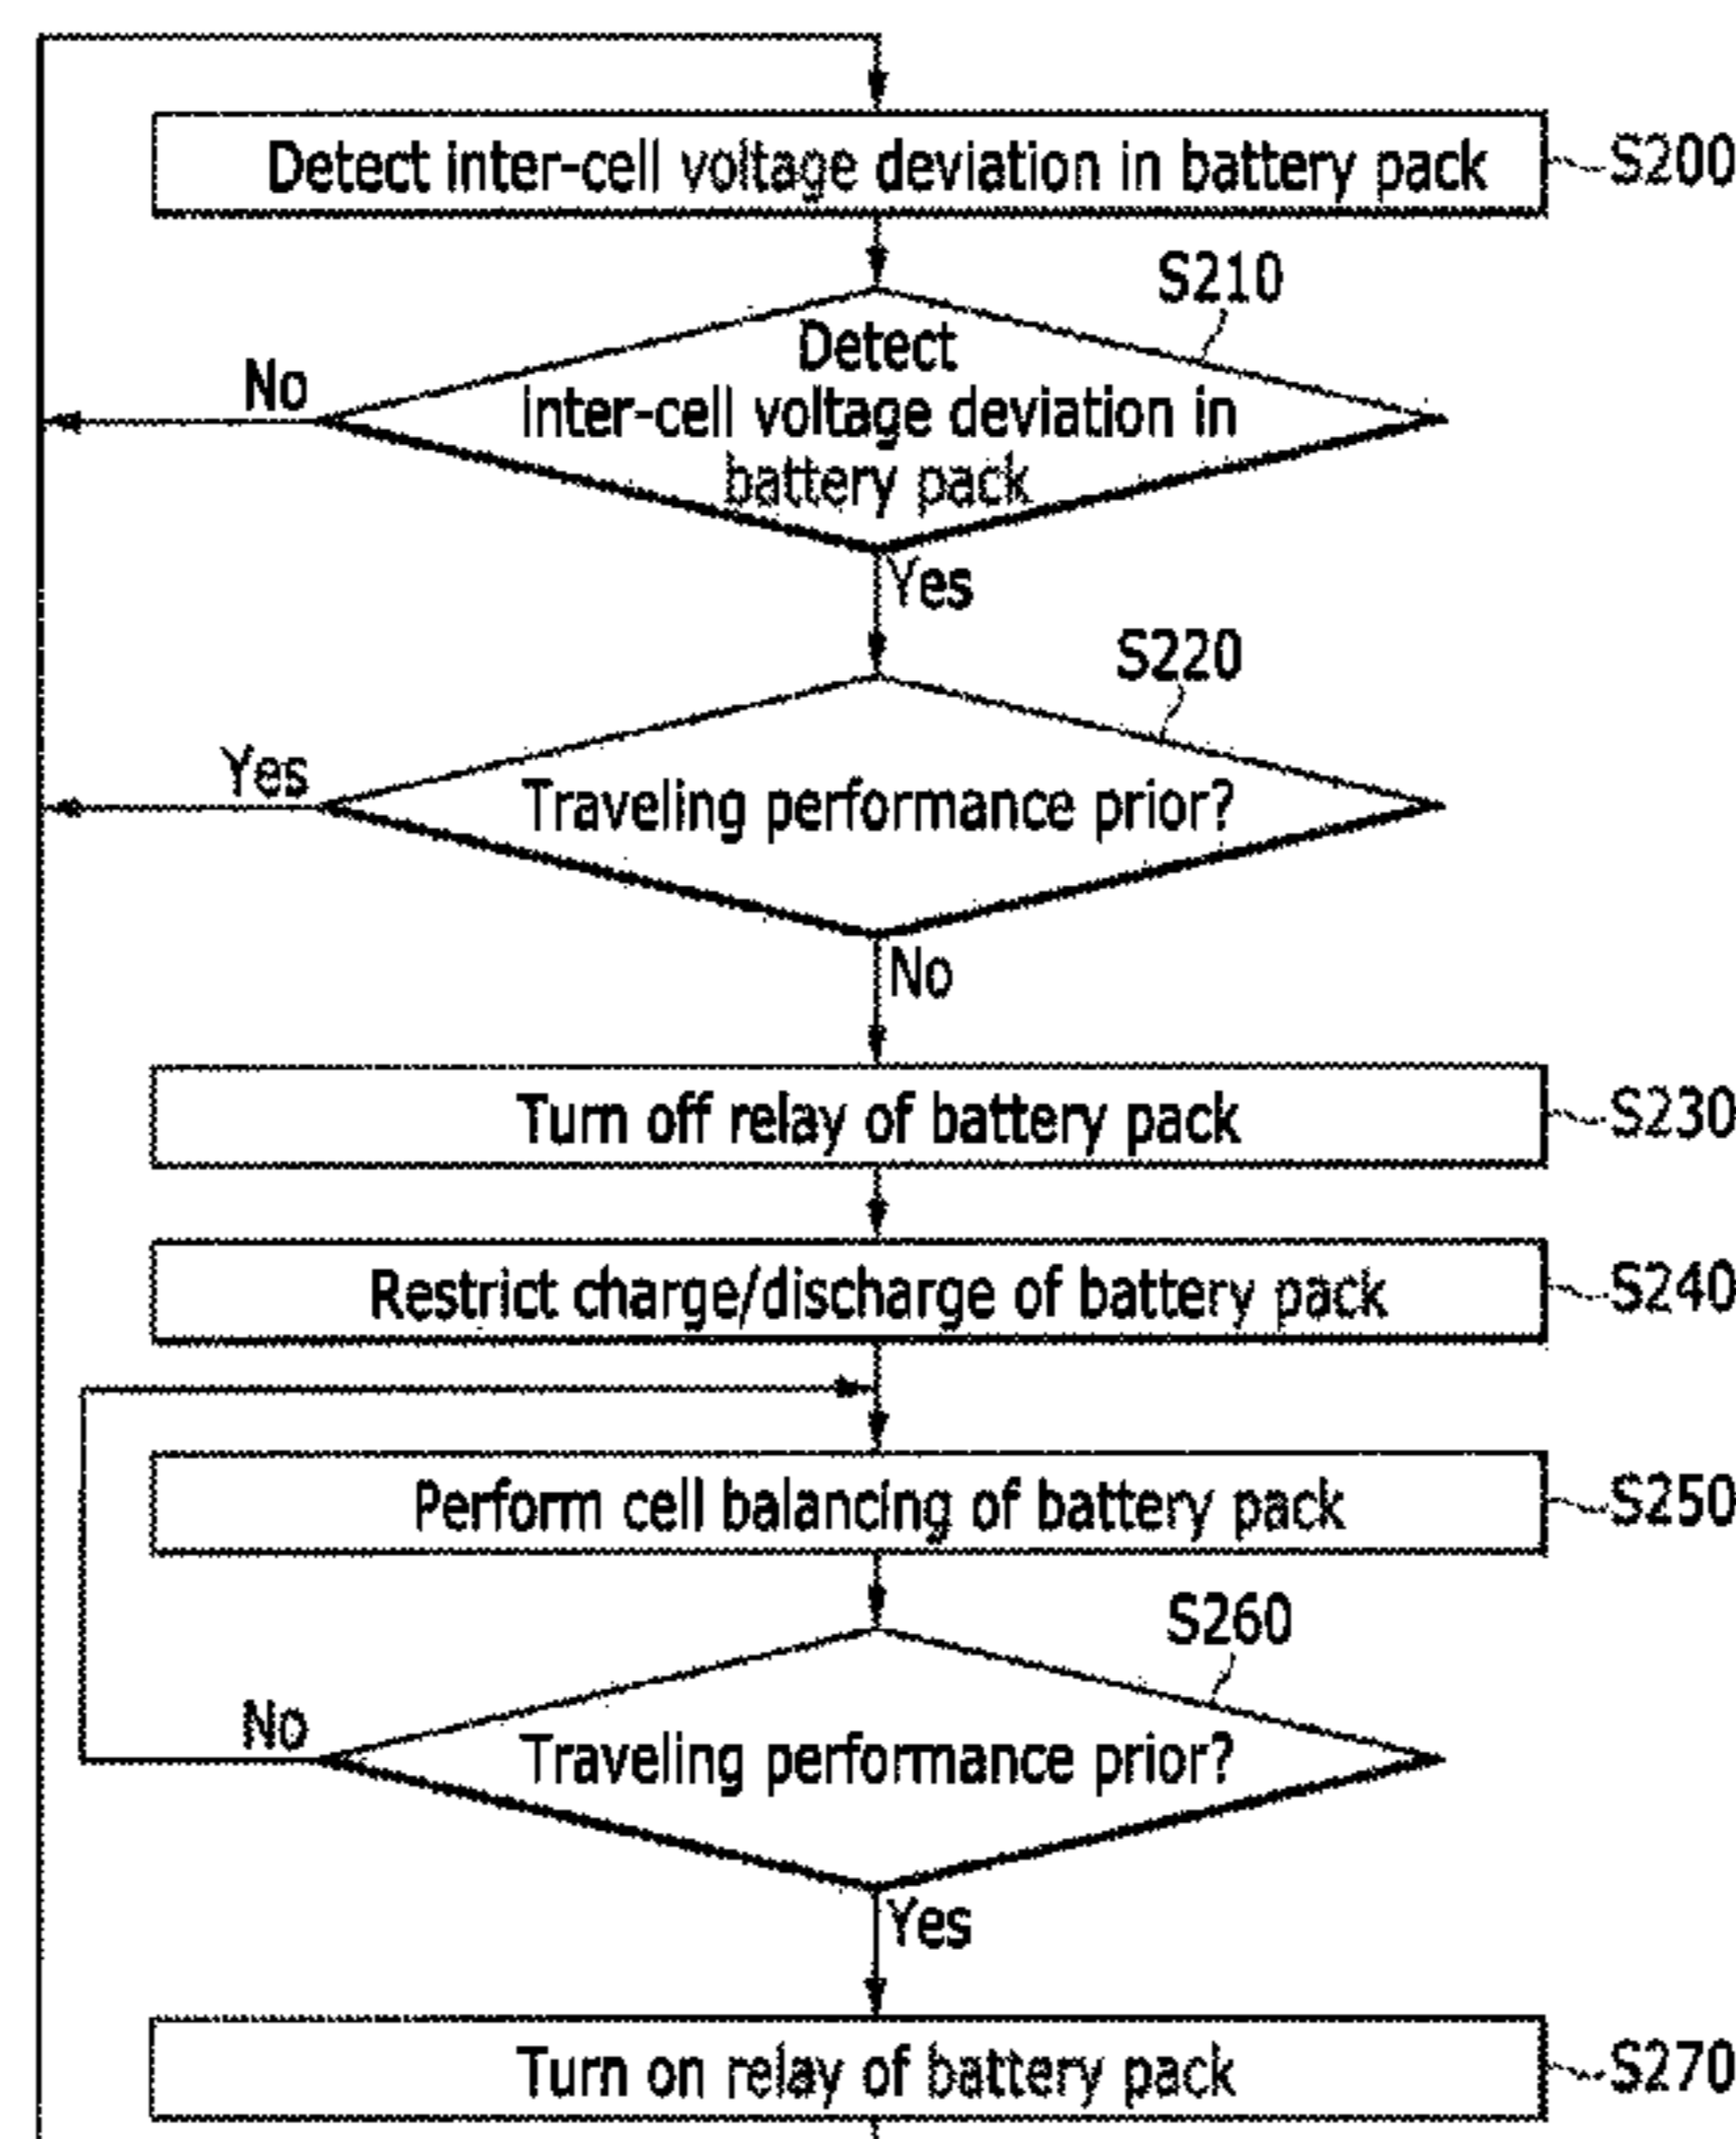 Detect inter-cell voltage deviation in battery pack
S200
S210
Detect
inter-cell voltage deviation in
battery pack
No
Yes
S220
Yes
Traveling performance prior?
No
Turn off relay of battery pack
S230
Restrict charge/discharge of battery pack
S240
Perform cell balancing of battery pack
S250
S260
No
Traveling performance prior?
Yes
Turn on relay of battery pack
S270